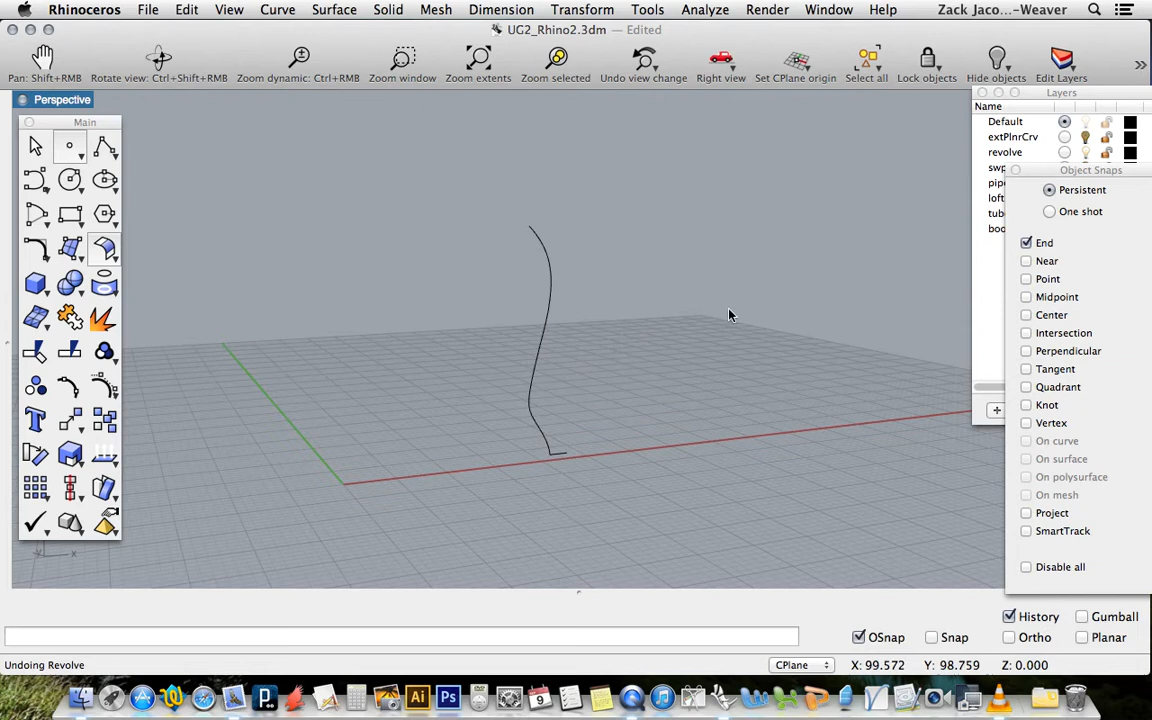 Rhinoceros File Edit View Curve Surface Solid Mesh Dimension Transform Tools Analyze Render Window Help Zack Jaco...-Weaver
UG2_Rhino2.3dm — Edited
Pan: Shift+RMB Rotate view: Ctrl+Shift+RMB Zoom dynamic: Ctrl+RMB Zoom window Zoom extents Zoom selected Undo view change Right view Set CPlane origin Select all Lock objects Hide objects Edit Layers
Perspective
Main
Layers
Name
Default
extPlnrCrv
revolve
swp
pip
loft
tub
boo
Object Snaps
Persistent
One shot
End
Near
Point
Midpoint
Center
Intersection
Perpendicular
Tangent
Quadrant
Knot
Vertex
On curve
On surface
On polysurface
On mesh
Project
SmartTrack
Disable all
y x
History Gumball
OSnap Snap Ortho Planar
Undoing Revolve CPlane X: 99.572 Y: 98.759 Z: 0.000